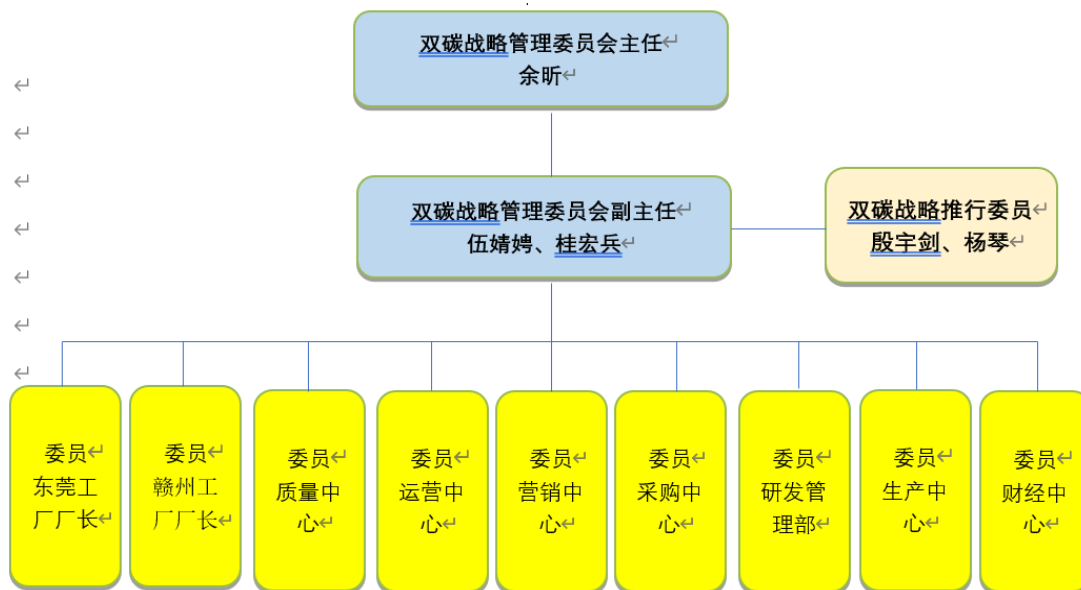 双碳战略管理委员会主任
余昕
双碳战略管理委员会副主任
伍婧娉、桂宏兵
双碳战略推行委员
殷宇剑、杨琴
委员
东莞工
厂厂长
委员
赣州工
厂厂长
委员
质量中
心
委员
运营中
心
委员
营销中
心
委员
采购中
心
委员
研发管
理部
委员
生产中
心
委员
财经中
心